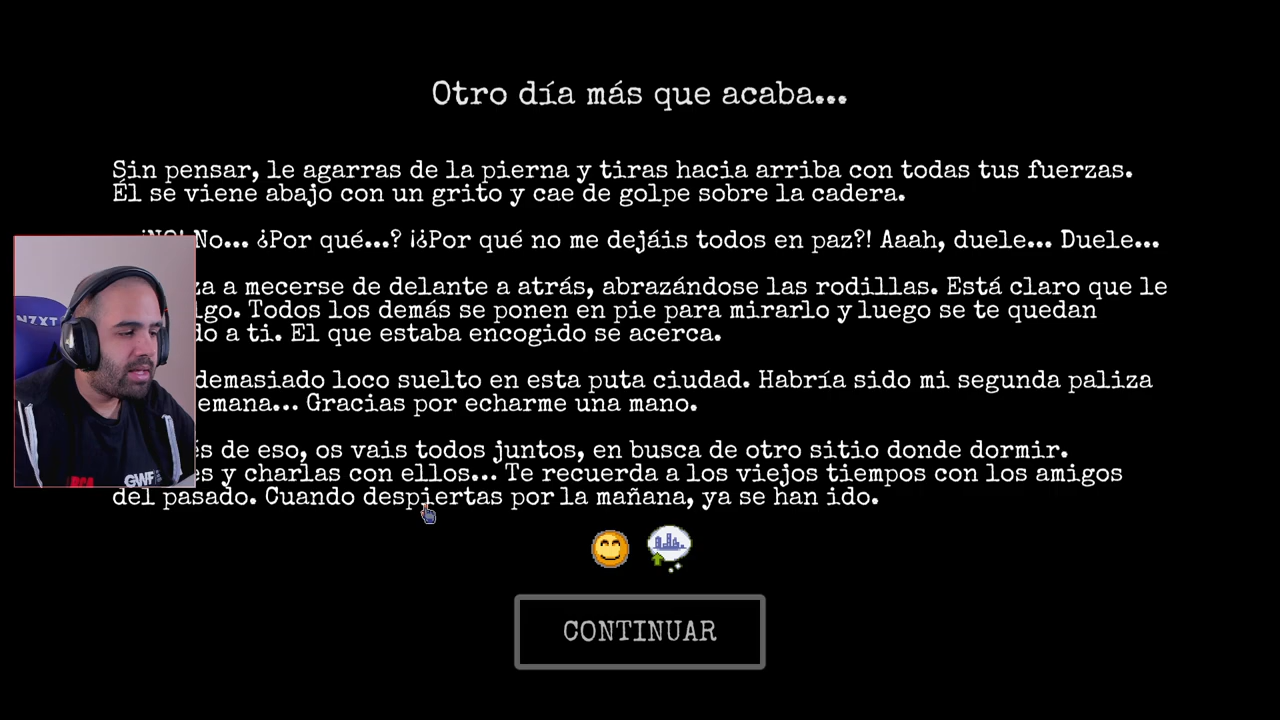 Otro día más que acaba...
Sin pensar, le agarras de la pierna y tiras hacia arriba con todas tus fuerzas.
Él se viene abajo con un grito y cae de golpe sobre la cadera.
No... ¿Por qué...? ¡¿Por qué no me dejáis todos en paz?! Aaah, duele... Duele...
a mecerse de delante a atrás, abrazándose las rodillas. Está claro que le
Todos los demás se ponen en pie para mirarlo y luego se te quedan
a ti. El que estaba encogido se acerca.
demasiado loco suelto en esta puta ciudad. Habría sido mi segunda paliza
Gracias por echarme una mano.
de eso, os vais todos juntos, en busca de otro sitio donde dormir.
y charlas con ellos... Te recuerda a los viejos tiempos con los amigos
del pasado. Cuando despiertas por la mañana, ya se han ido.
CONTINUAR
NZXT
GWF